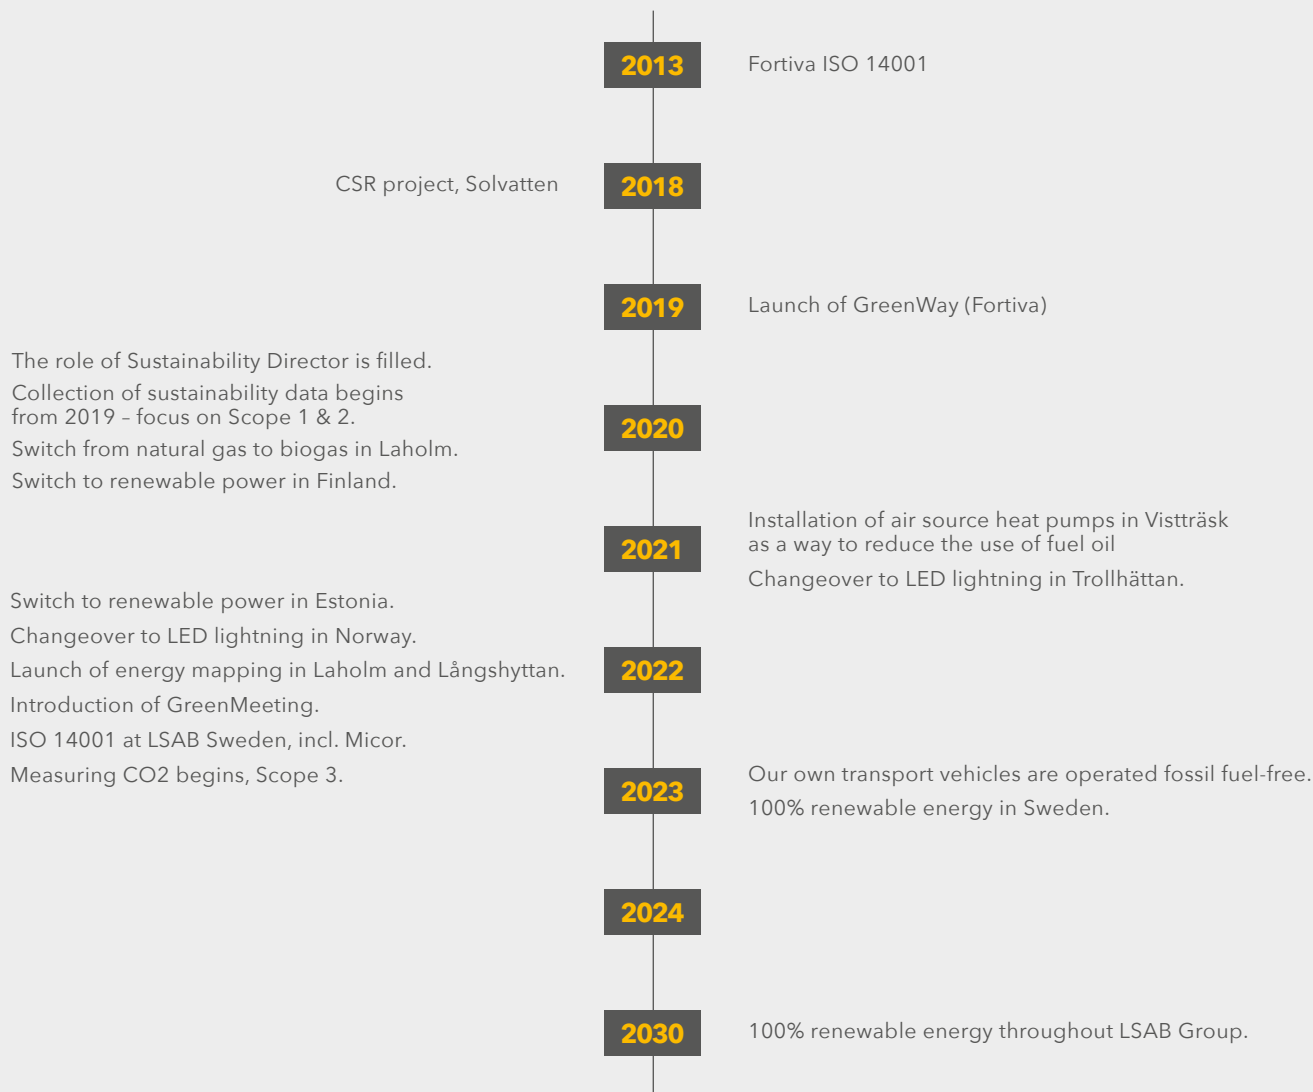 2013
Fortiva ISO 14001
CSR project, Solvatten
2018
2019
Launch of GreenWay (Fortiva)
The role of Sustainability Director is filled.
Collection of sustainability data begins
from 2019 – focus on Scope 1 & 2.
Switch from natural gas to biogas in Laholm.
Switch to renewable power in Finland.
2020
2021
Installation of air source heat pumps in Vistträsk
as a way to reduce the use of fuel oil
Changeover to LED lightning in Trollhättan.
Switch to renewable power in Estonia.
Changeover to LED lightning in Norway.
Launch of energy mapping in Laholm and Långshyttan.
Introduction of GreenMeeting.
ISO 14001 at LSAB Sweden, incl. Micor.
Measuring CO2 begins, Scope 3.
2022
2023
Our own transport vehicles are operated fossil fuel-free.
100% renewable energy in Sweden.
2024
2030
100% renewable energy throughout LSAB Group.